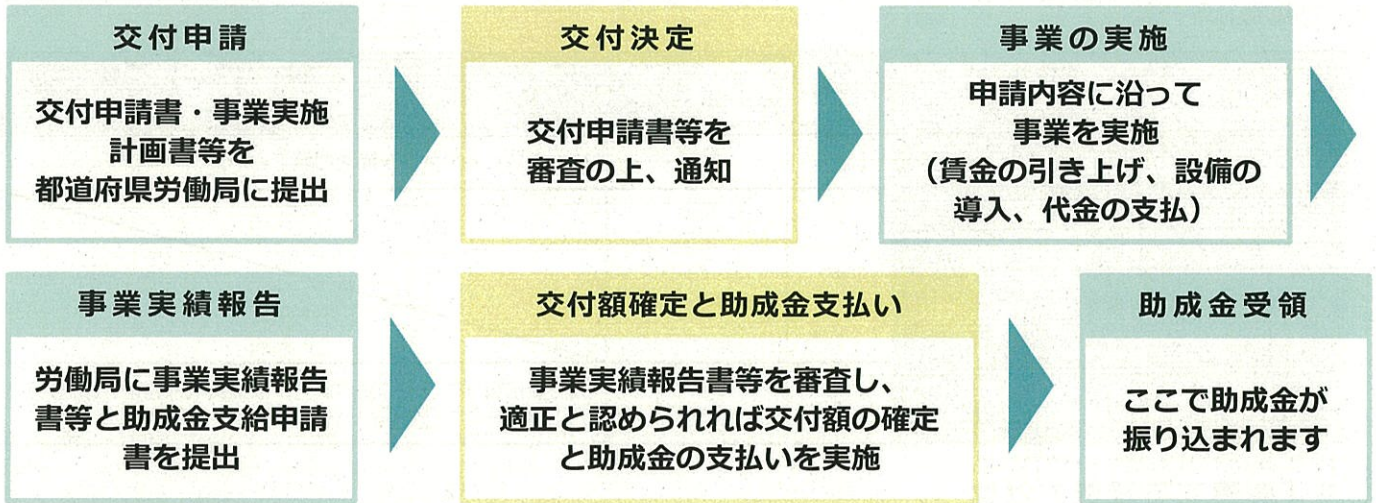 交付申請
交付申請書・事業実施
計画書等を
都道府県労働局に提出
交付決定
交付申請書等を
審査の上、通知
事業の実施
申請内容に沿って
事業を実施
（賃金の引き上げ、設備の
導入、代金の支払）
事業実績報告
労働局に事業実績報告
書等と助成金支給申請
書を提出
交付額確定と助成金支払い
事業実績報告書等を審査し、
適正と認められれば交付額の確定
と助成金の支払いを実施
助成金受領
ここで助成金が
振り込まれます